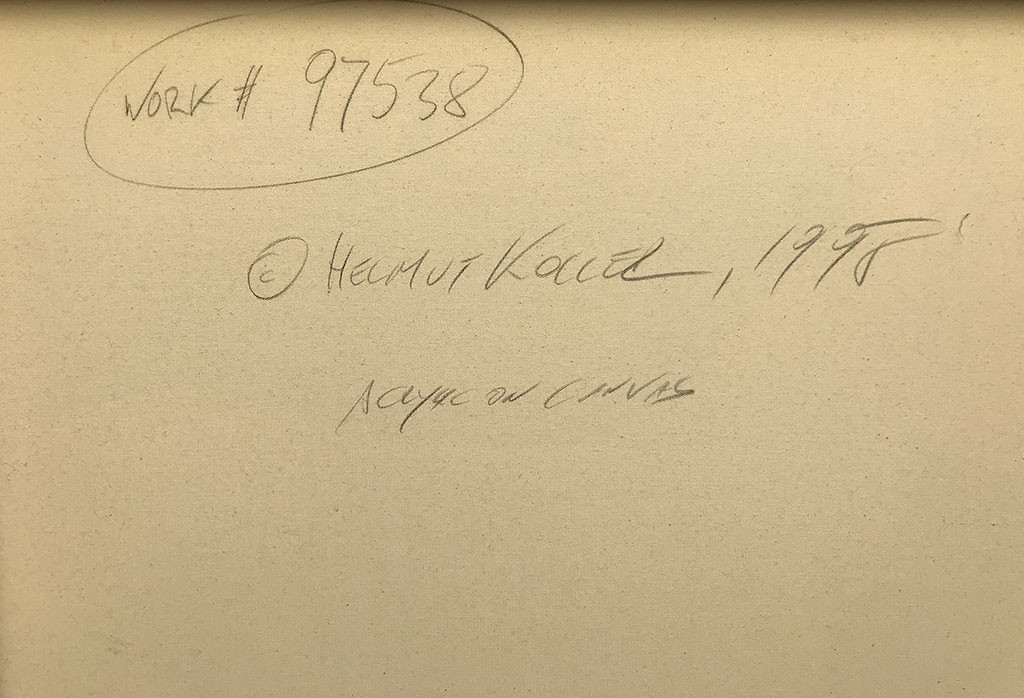 WORK # 97538
© HELMUT KOLLER, 1998
ACRYLIC ON CANVAS